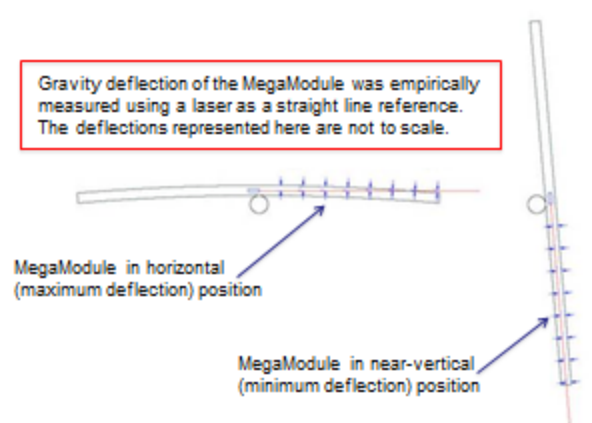 Gravity deflection of the MegaModule was empirically
measured using a laser as a straight line reference.
The deflections represented here are not to scale.
MegaModule in horizontal
(maximum deflection) position
MegaModule in near-vertical
(minimum deflection) position